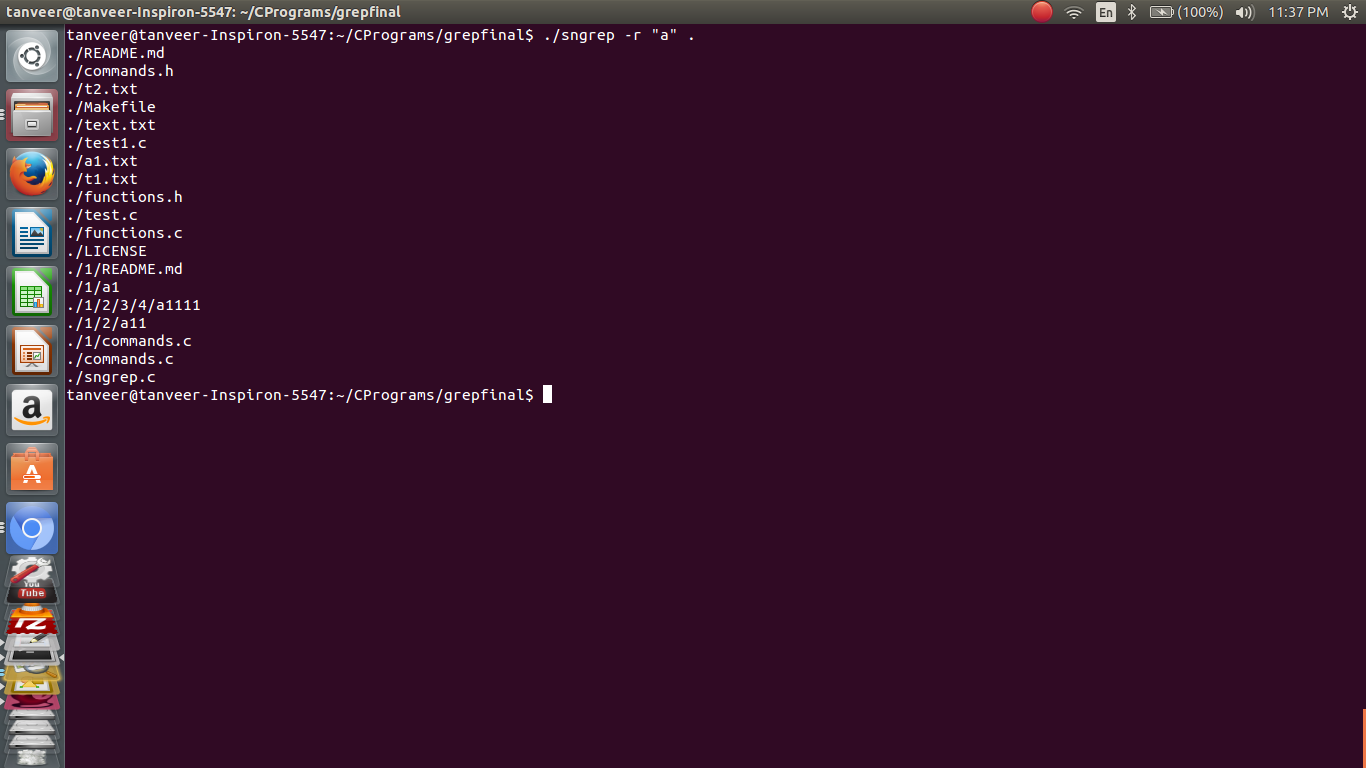 tanveer@tanveer-Inspiron-5547: ~/CPrograms/grepfinal
En
(100%)
11:37 PM
tanveer@tanveer-Inspiron-5547:~/CPrograms/grepfinal$ ./sngrep -r "a" .
./README.md
./commands.h
./t2.txt
./Makefile
./text.txt
./test1.c
./a1.txt
./t1.txt
./functions.h
./test.c
./functions.c
./LICENSE
./1/README.md
./1/a1
./1/2/3/4/a1111
./1/2/a11
./1/commands.c
./commands.c
./sngrep.c
tanveer@tanveer-Inspiron-5547:~/CPrograms/grepfinal$
a
A
You
Tube